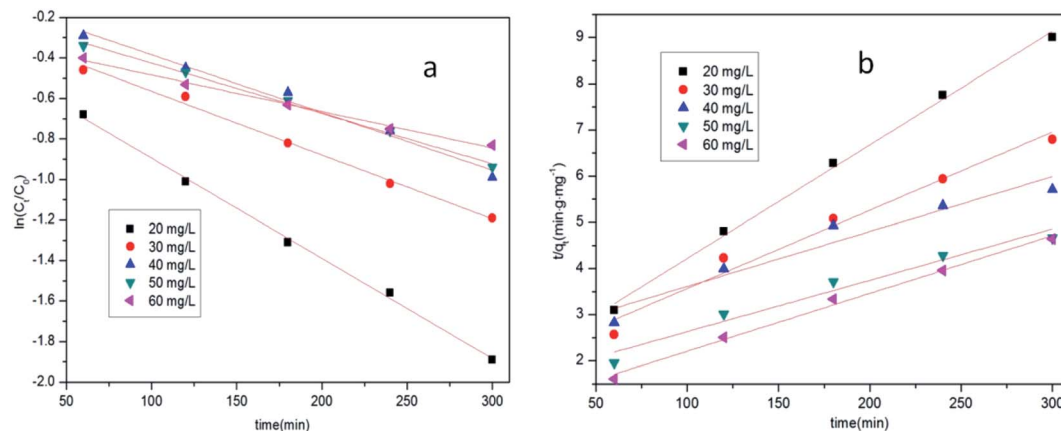 a
ln(Ct/C0)
-0.2
-0.4
-0.6
-0.8
-1.0
-1.2
-1.4
-1.6
-1.8
-2.0
20 mg/L
30 mg/L
40 mg/L
50 mg/L
60 mg/L
50 100 150 200 250 300
time(min)
b
t/qt(min·g·mg⁻¹)
9
8
7
6
5
4
3
2
20 mg/L
30 mg/L
40 mg/L
50 mg/L
60 mg/L
50 100 150 200 250 300
time(min)